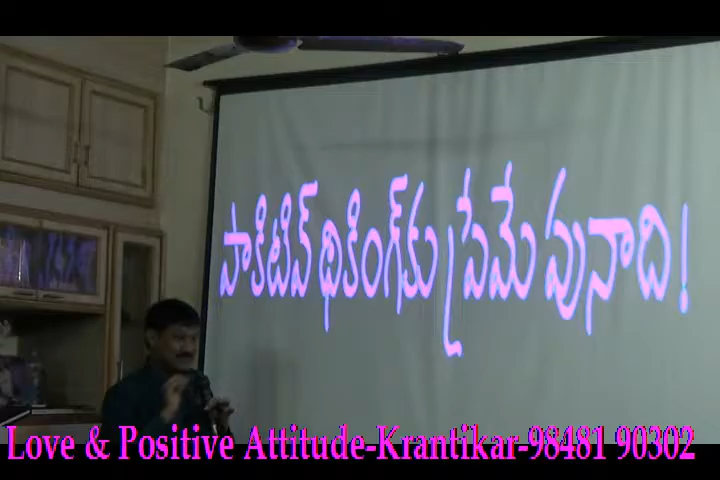 పాకిటివ్ థికింగ్‌కు ప్రేమే పునాది !
Love & Positive Attitude-Krantikar-98481 90302